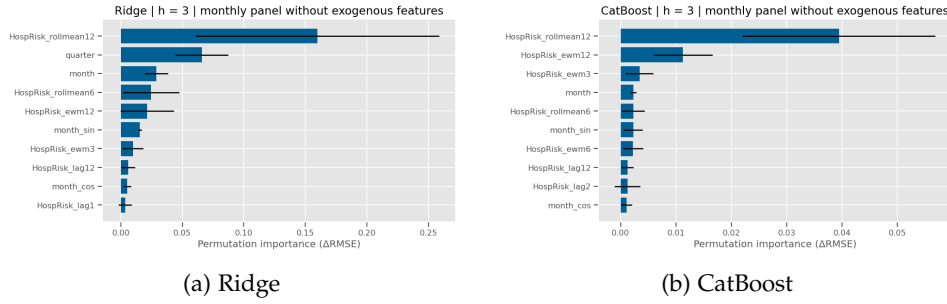 Ridge | h = 3 | monthly panel without exogenous features
HospRisk_rollmean12
quarter
month
HospRisk_rollmean6
HospRisk_ewm12
month_sin
HospRisk_ewm3
HospRisk_lag12
month_cos
HospRisk_lag1
0.00 0.05 0.10 0.15 0.20 0.25
Permutation importance (ΔRMSE)
(a) Ridge
CatBoost | h = 3 | monthly panel without exogenous features
HospRisk_rollmean12
HospRisk_ewm12
HospRisk_ewm3
month
HospRisk_rollmean6
month_sin
HospRisk_ewm6
HospRisk_lag12
HospRisk_lag2
month_cos
0.00 0.01 0.02 0.03 0.04 0.05
Permutation importance (ΔRMSE)
(b) CatBoost